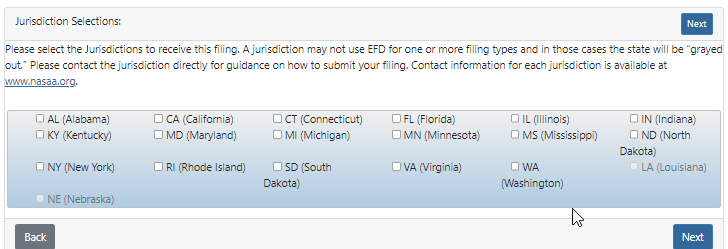 Jurisdiction Selections:
Next
Please select the Jurisdictions to receive this filing. A jurisdiction may not use EFD for one or more filing types and in those cases the state will be "grayed
out." Please contact the jurisdiction directly for guidance on how to submit your filing. Contact information for each jurisdiction is available at
www.nasaa.org.
AL (Alabama) CA (California) CT (Connecticut) FL (Florida) IL (Illinois) IN (Indiana)
KY (Kentucky) MD (Maryland) MI (Michigan) MN (Minnesota) MS (Mississippi) ND (North
Dakota)
NY (New York) RI (Rhode Island) SD (South VA (Virginia) WA LA (Louisiana)
Dakota) (Washington)
NE (Nebraska)
Back Next